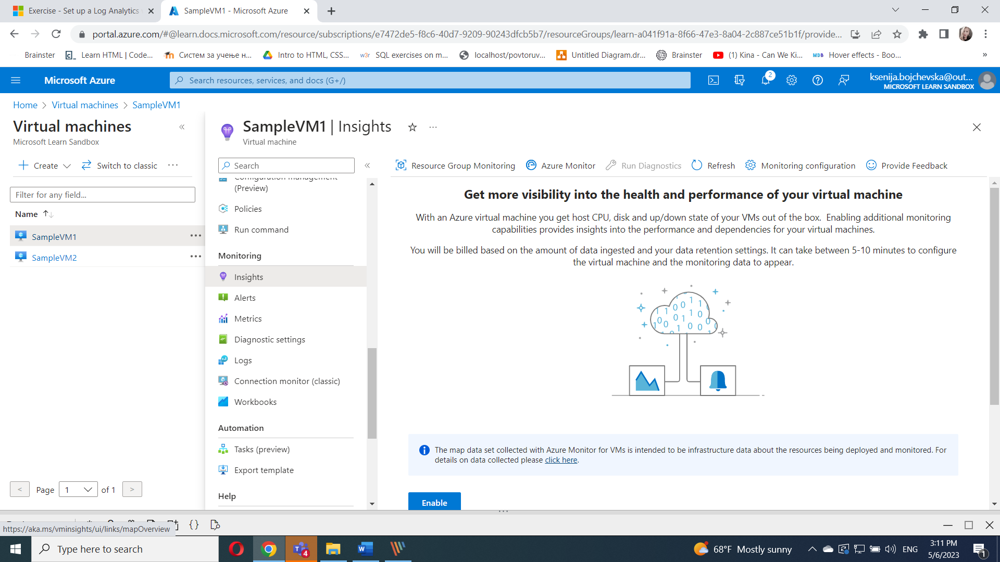 Exercise - Set up a Log Analytics
SampleVM1 - Microsoft Azure
portal.azure.com/#@learn.docs.microsoft.com/resource/subscriptions/e7472de5-f8c6-40d7-9209-90243dfcb5b7/resourceGroups/learn-a041f91a-8f66-47e3-8a04-2c887ce51b1f/provide...
Brainster
Learn HTML | Code...
Систем за учење н...
Intro to HTML, CSS...
w3r SQL exercises on m...
localhost/povtoruv...
Untitled Diagram.dr...
Brainster
(1) Kina - Can We Ki...
MDB Hover effects - Boo...
»
Microsoft Azure
Search resources, services, and docs (G+/)
2
ksenija.bojchevska@out...
MICROSOFT LEARN SANDBOX
Home > Virtual machines > SampleVM1
Virtual machines
«
Microsoft Learn Sandbox
Create
Switch to classic
...
Filter for any field...
Name ↑↓
SampleVM1 ...
SampleVM2 ...
< Page 1 of 1 >
SampleVM1 | Insights
...
Virtual machine
Search
«
Configuration management
(Preview)
Policies
Run command
Monitoring
Insights
Alerts
Metrics
Diagnostic settings
Logs
Connection monitor (classic)
Workbooks
Automation
Tasks (preview)
Export template
Help
Resource Group Monitoring
Azure Monitor
Run Diagnostics
Refresh
Monitoring configuration
Provide Feedback
Get more visibility into the health and performance of your virtual machine
With an Azure virtual machine you get host CPU, disk and up/down state of your VMs out of the box. Enabling additional monitoring
capabilities provides insights into the performance and dependencies for your virtual machines.
You will be billed based on the amount of data ingested and your data retention settings. It can take between 5-10 minutes to configure
the virtual machine and the monitoring data to appear.
The map data set collected with Azure Monitor for VMs is intended to be infrastructure data about the resources being deployed and monitored. For
details on data collected please click here.
Enable
...
{}
https://aka.ms/vminsights/ui/links/mapOverview
Type here to search
4
68°F Mostly sunny
ENG
3:11 PM
5/6/2023
1